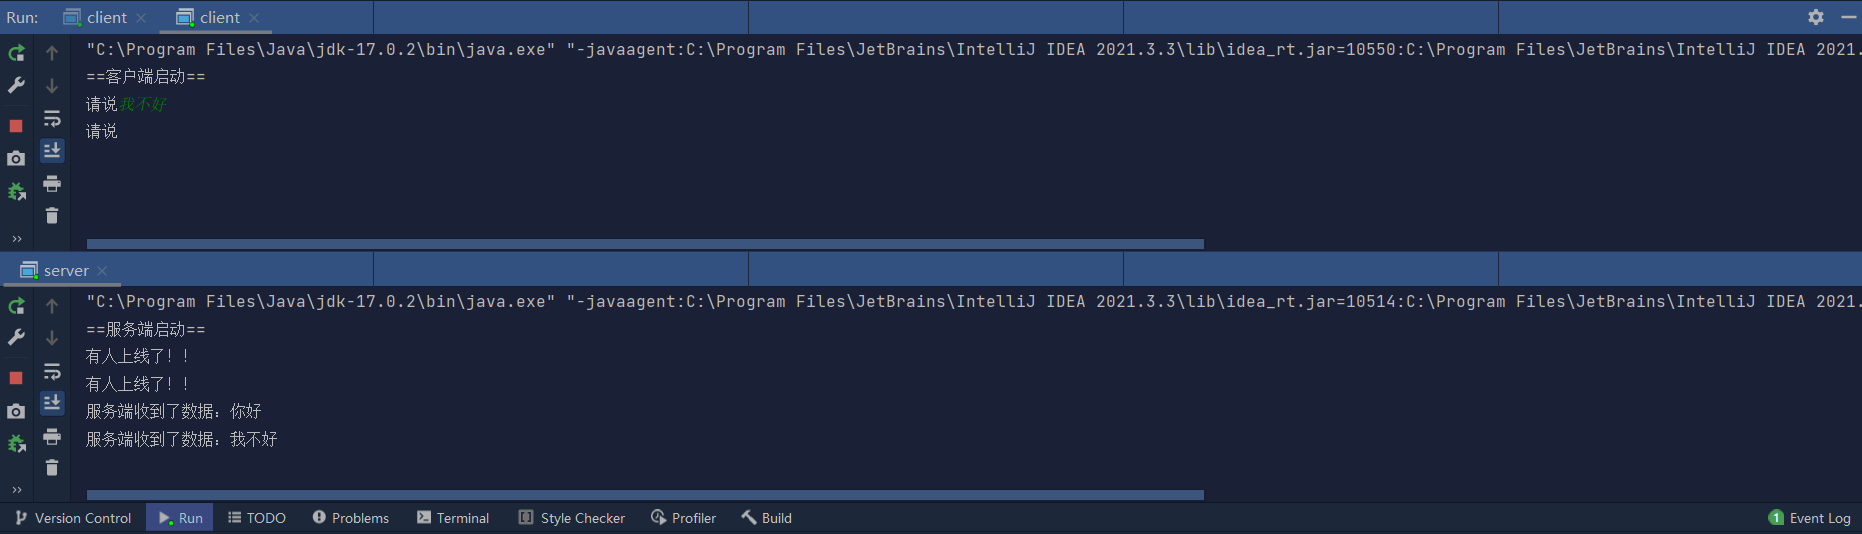 Run: client client
"C:\Program Files\Java\jdk-17.0.2\bin\java.exe" "-javaagent:C:\Program Files\JetBrains\IntelliJ IDEA 2021.3.3\lib\idea_rt.jar=10550:C:\Program Files\JetBrains\IntelliJ IDEA 2021.
==客户端启动==
请说我不好
请说
server
"C:\Program Files\Java\jdk-17.0.2\bin\java.exe" "-javaagent:C:\Program Files\JetBrains\IntelliJ IDEA 2021.3.3\lib\idea_rt.jar=10514:C:\Program Files\JetBrains\IntelliJ IDEA 2021.
==服务端启动==
有人上线了！！
有人上线了！！
服务端收到了数据：你好
服务端收到了数据：我不好
Version Control Run TODO Problems Terminal Style Checker Profiler Build 1 Event Log